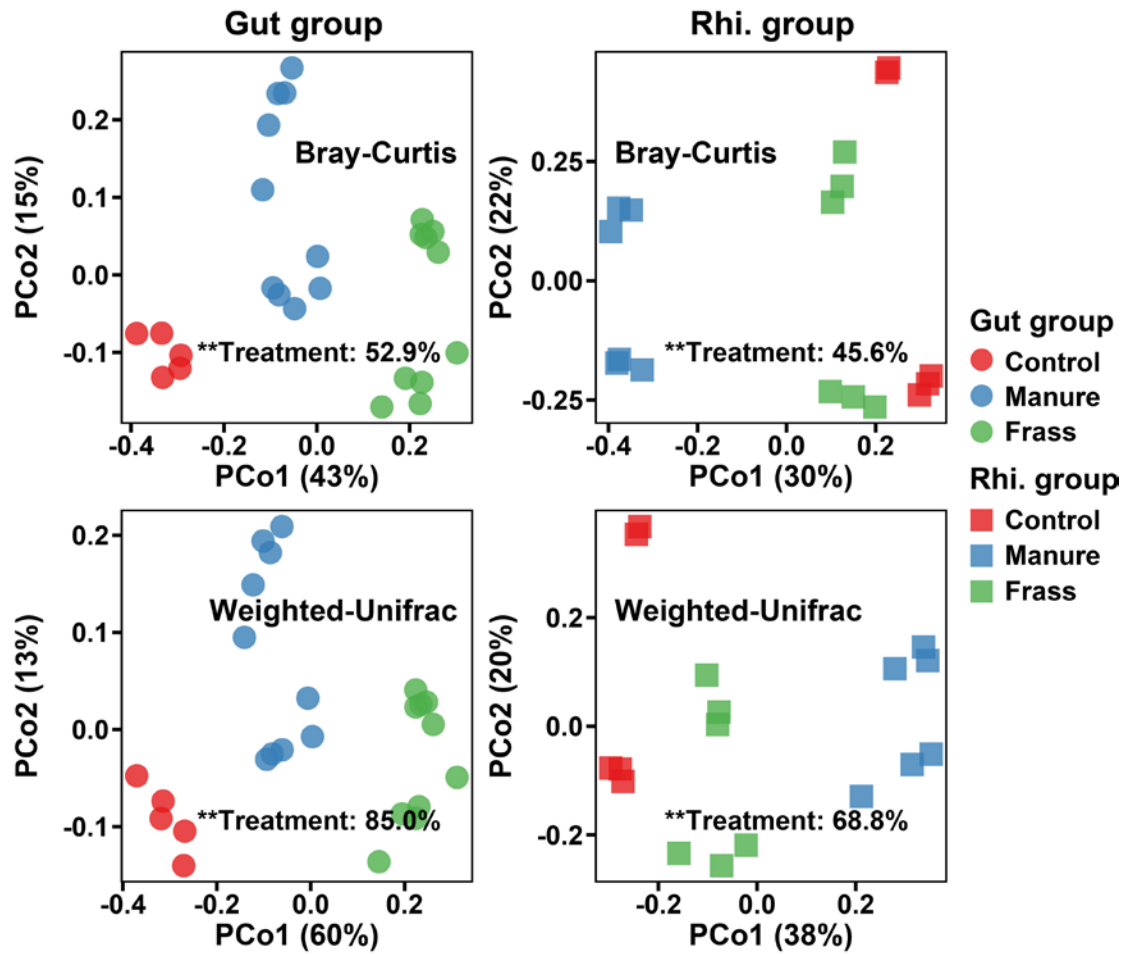 Gut group
Rhi. group
PCo2 (15%)
0.2
0.1
0.0
-0.1
Bray-Curtis
**Treatment: 52.9%
-0.4
-0.2
0.0
0.2
PCo1 (43%)
PCo2 (22%)
0.25
0.00
-0.25
Bray-Curtis
**Treatment: 45.6%
-0.4
-0.2
0.0
0.2
PCo1 (30%)
PCo2 (13%)
0.2
0.1
0.0
-0.1
Weighted-Unifrac
**Treatment: 85.0%
-0.4
-0.2
0.0
0.2
PCo1 (60%)
PCo2 (20%)
0.2
0.0
-0.2
Weighted-Unifrac
**Treatment: 68.8%
-0.2
0.0
0.2
PCo1 (38%)
Gut group
Control
Manure
Frass
Rhi. group
Control
Manure
Frass